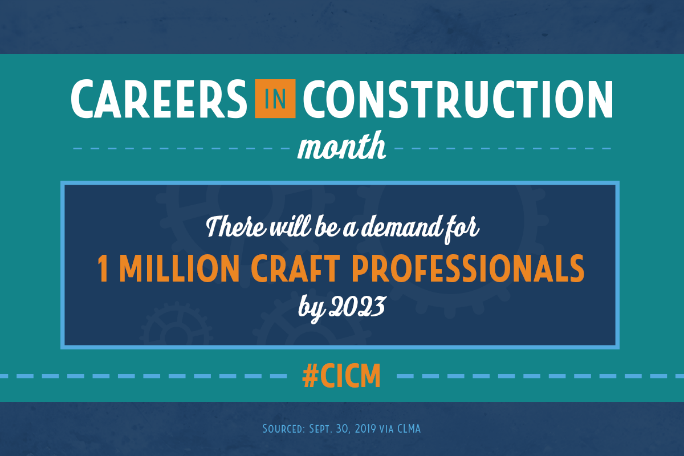 CAREERS IN CONSTRUCTION
month
There will be a demand for
1 MILLION CRAFT PROFESSIONALS
by 2023
#CICM
SOURCED: SEPT. 30, 2019 VIA CLMA